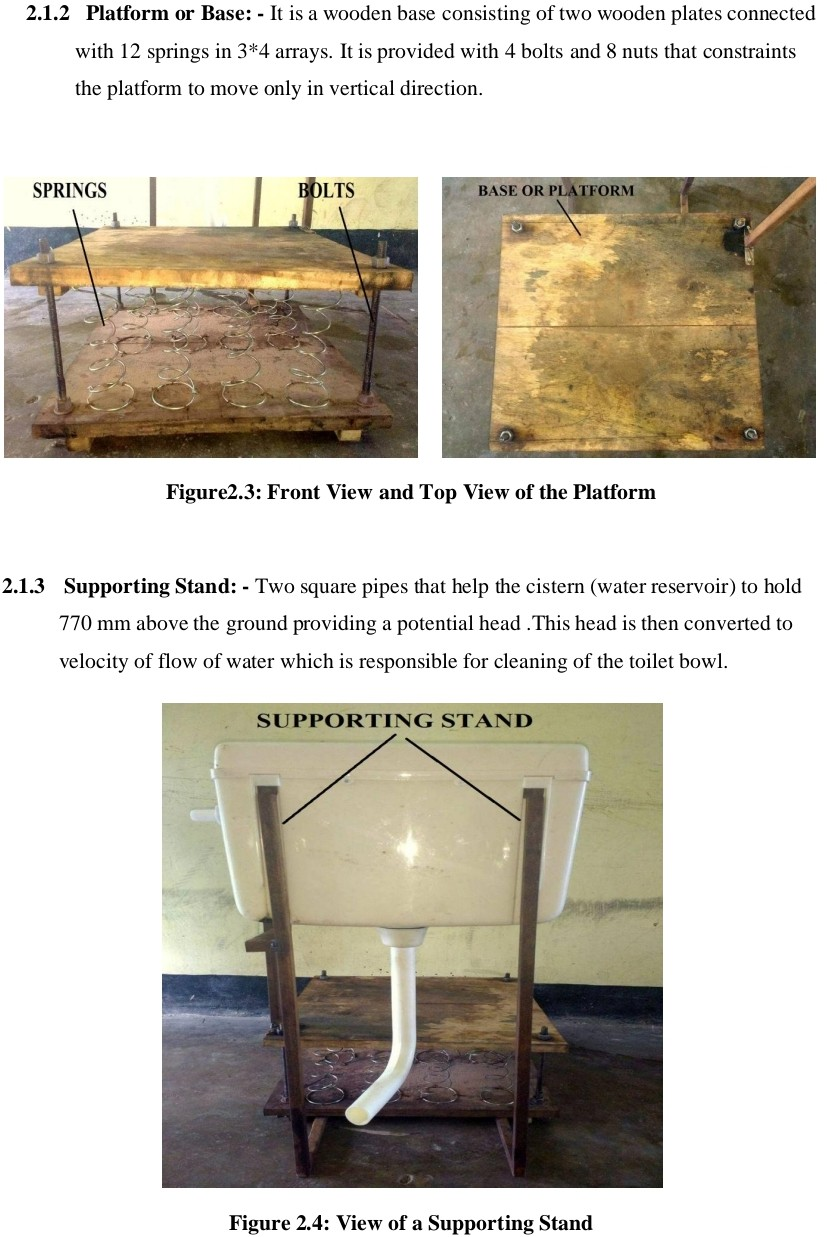 2.1.2 Platform or Base: - It is a wooden base consisting of two wooden plates connected
with 12 springs in 3*4 arrays. It is provided with 4 bolts and 8 nuts that constraints
the platform to move only in vertical direction.
SPRINGS BOLTS
BASE OR PLATFORM
Figure2.3: Front View and Top View of the Platform
2.1.3 Supporting Stand: - Two square pipes that help the cistern (water reservoir) to hold
770 mm above the ground providing a potential head .This head is then converted to
velocity of flow of water which is responsible for cleaning of the toilet bowl.
SUPPORTING STAND
Figure 2.4: View of a Supporting Stand